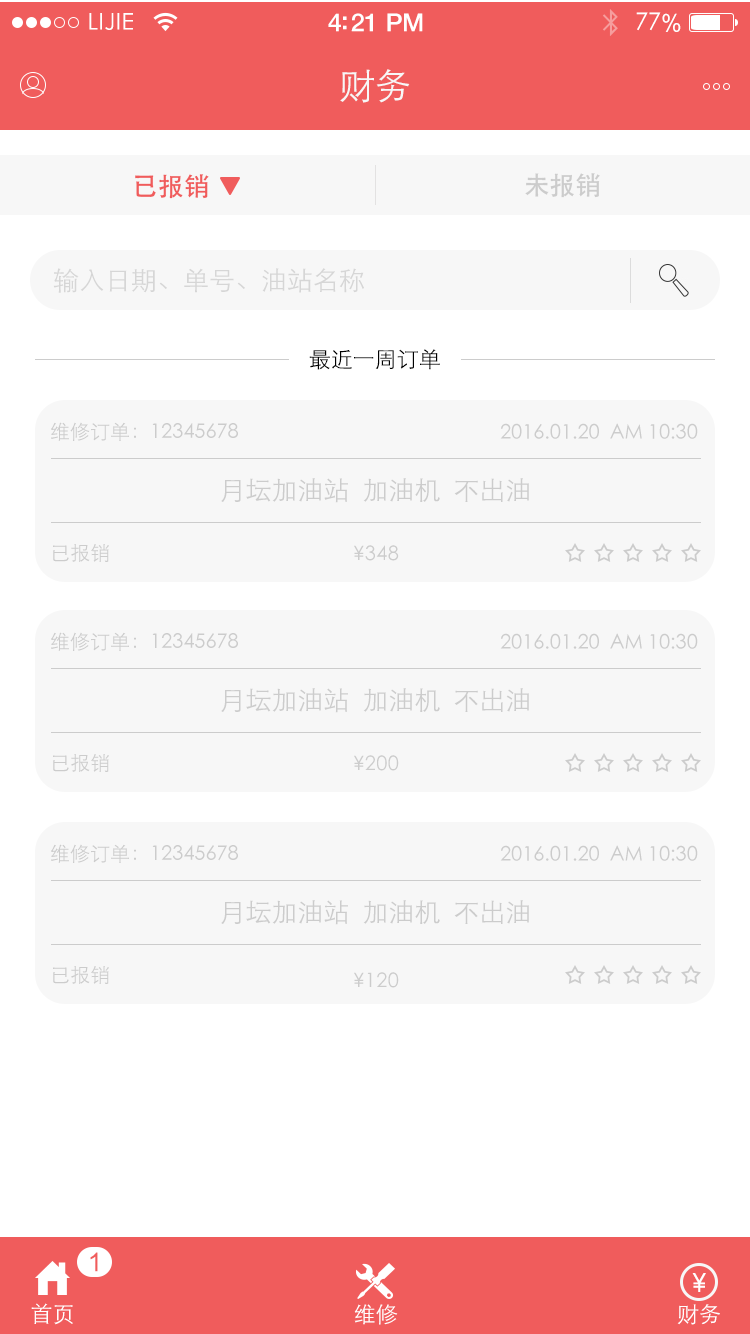 LIJIE 4:21 PM 77%
财务
已报销 未报销
输入日期、单号、油站名称
最近一周订单
维修订单：12345678 2016.01.20 AM 10:30
月坛加油站 加油机 不出油
已报销 ¥348
维修订单：12345678 2016.01.20 AM 10:30
月坛加油站 加油机 不出油
已报销 ¥200
维修订单：12345678 2016.01.20 AM 10:30
月坛加油站 加油机 不出油
已报销 ¥120
1 ¥
首页 维修 财务